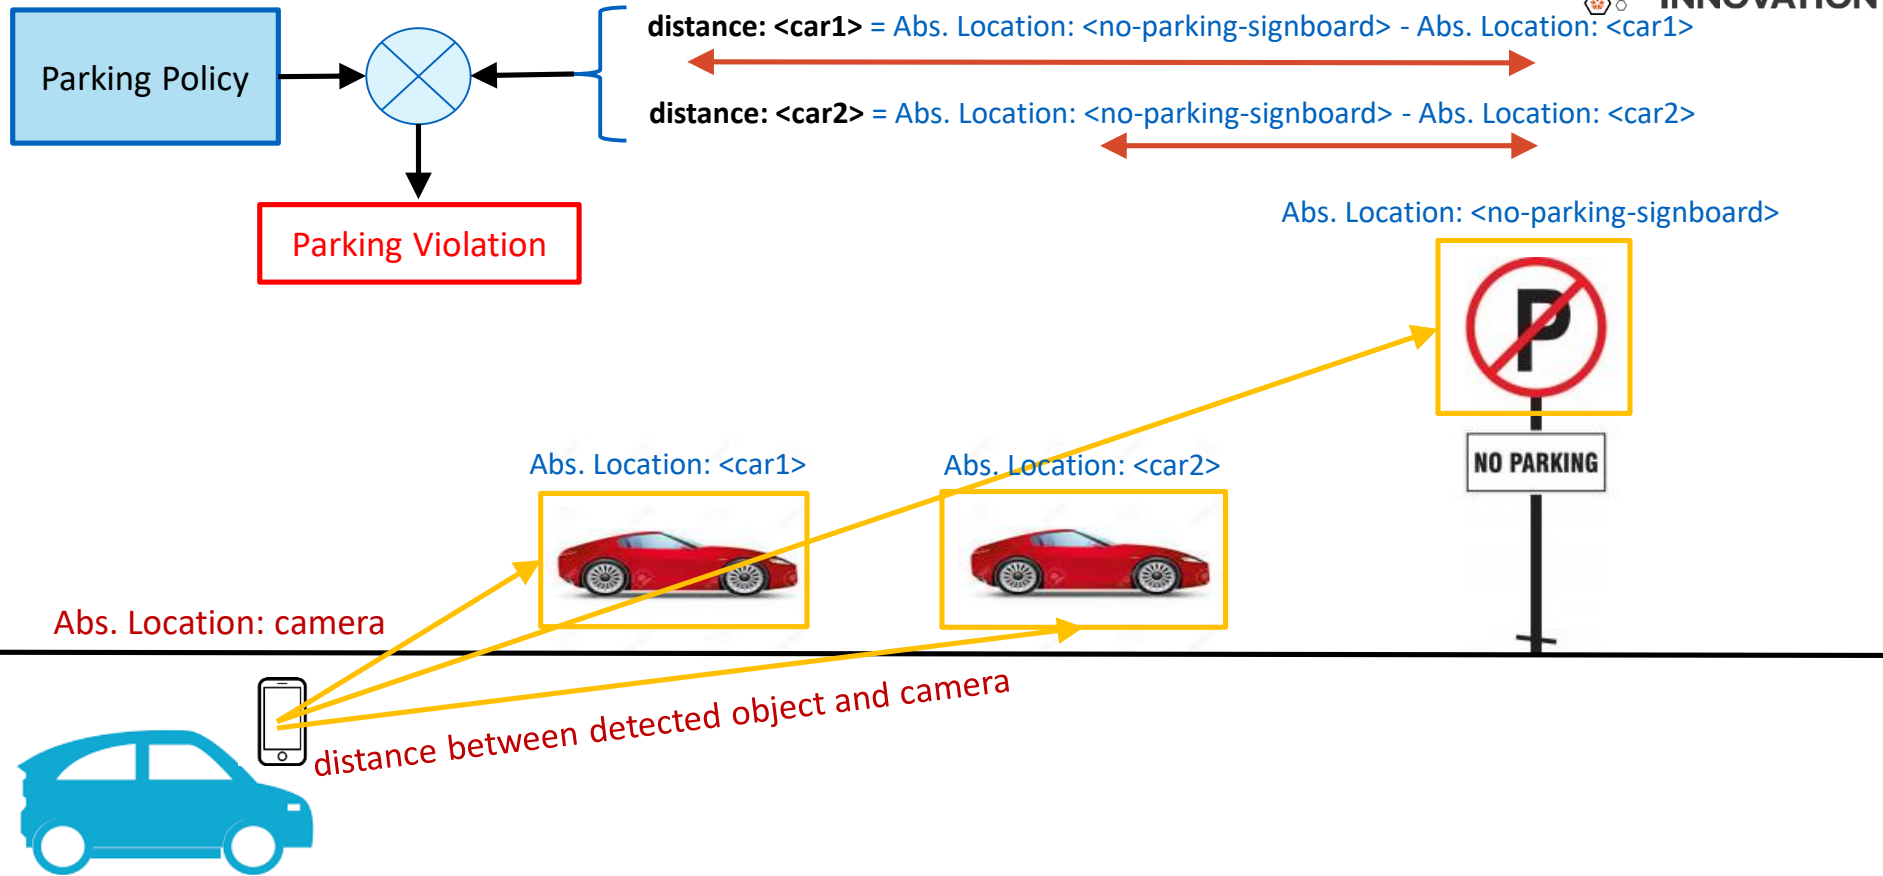 INNOVATION
distance: <car1> = Abs. Location: <no-parking-signboard> - Abs. Location: <car1>
Parking Policy
distance: <car2> = Abs. Location: <no-parking-signboard> - Abs. Location: <car2>
Abs. Location: <no-parking-signboard>
Parking Violation
P
Abs. Location: <car1>
Abs. Location: <car2>
NO PARKING
Abs. Location: camera
distance between detected object and camera